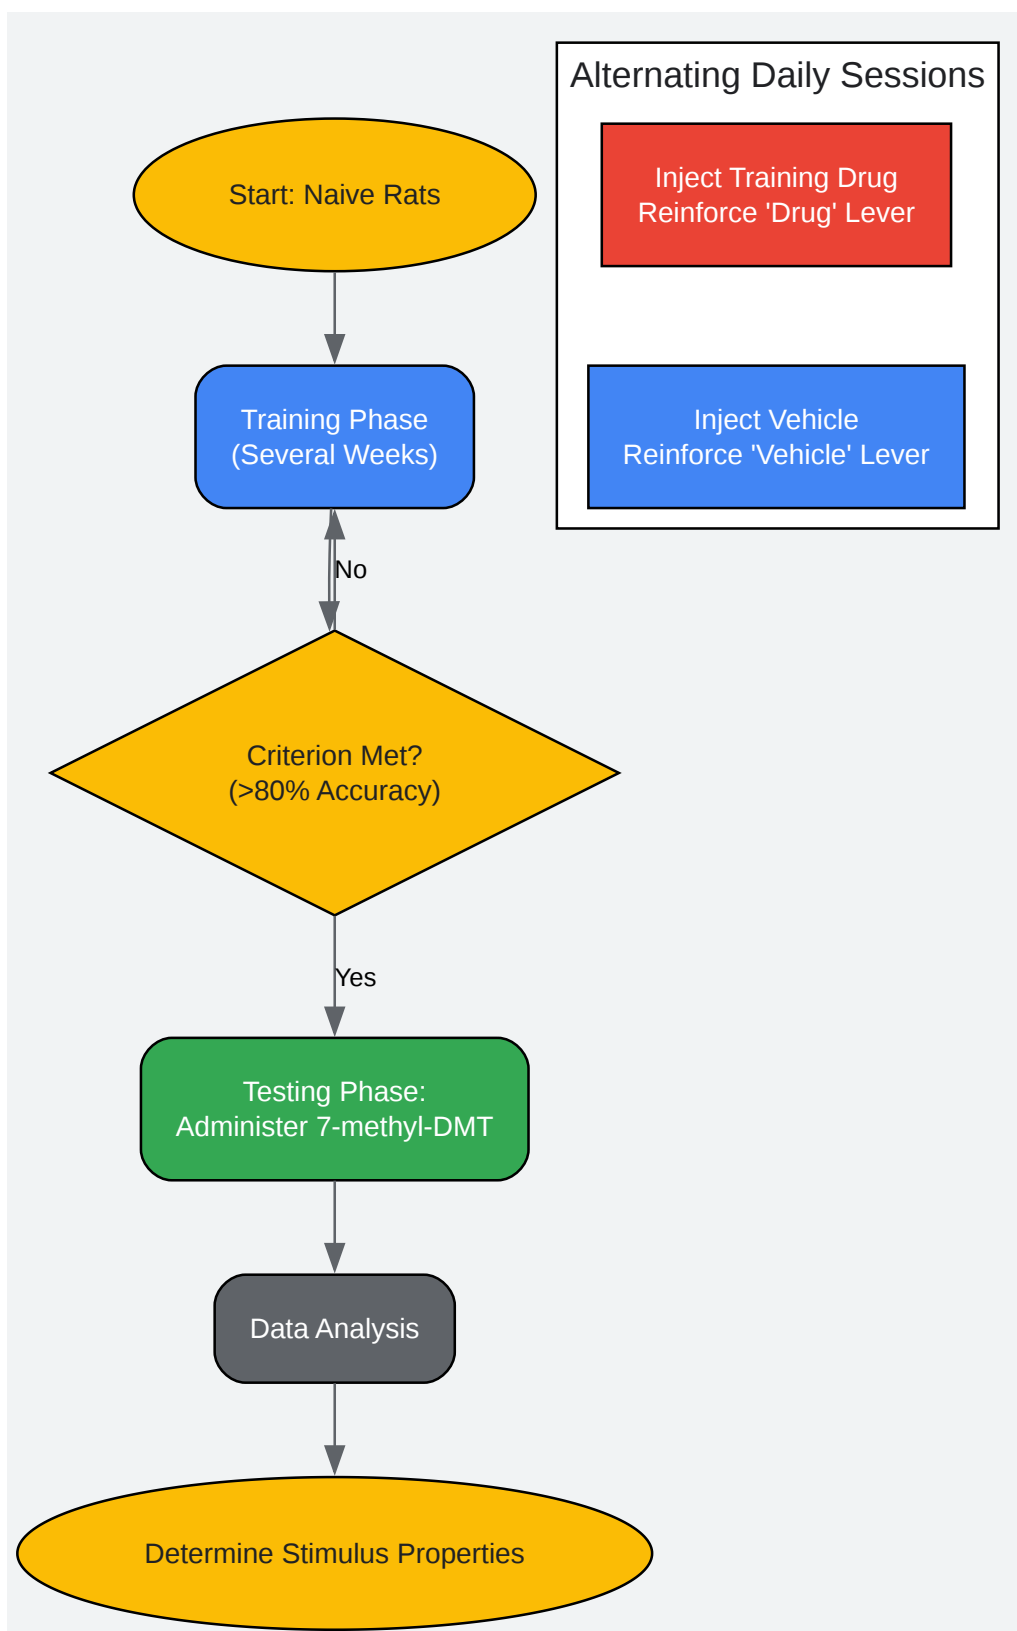 Alternating Daily Sessions
Inject Training Drug
Reinforce 'Drug' Lever
Inject Vehicle
Reinforce 'Vehicle' Lever
Start: Naive Rats
Training Phase
(Several Weeks)
No
Criterion Met?
(>80% Accuracy)
Yes
Testing Phase:
Administer 7-methyl-DMT
Data Analysis
Determine Stimulus Properties